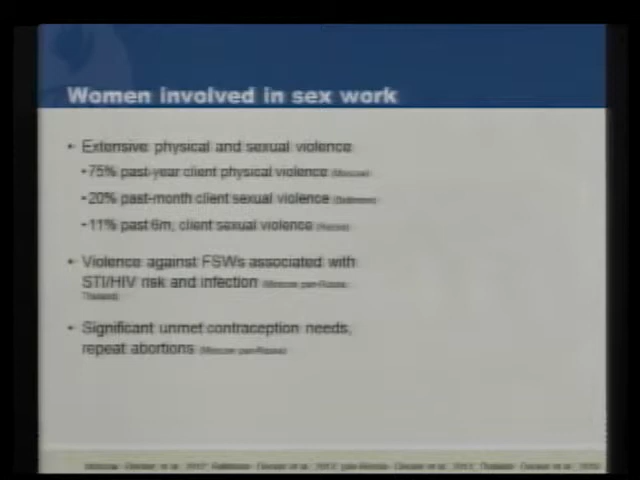 Women involved in sex work
• Extensive physical and sexual violence
•75% past-year client physical violence (Moscow)
•20% past-month client sexual violence (Baltimore)
•11% past 6m, client sexual violence (Russia)
• Violence against FSWs associated with
STI/HIV risk and infection (Moscow, pan-Russia,
Thailand)
• Significant unmet contraception needs,
repeat abortions (Moscow, pan-Russia)